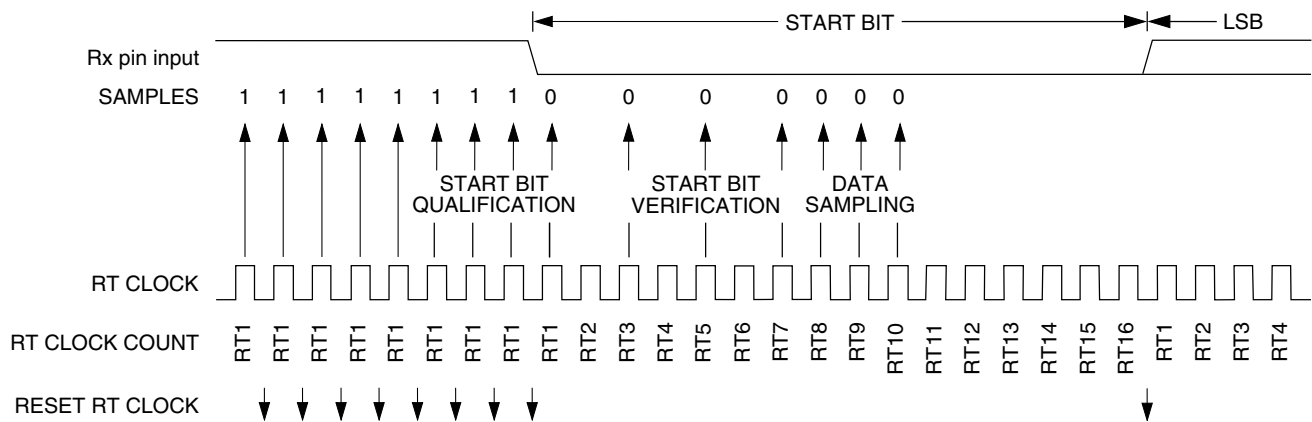 START BIT LSB
Rx pin input
SAMPLES 1 1 1 1 1 1 1 1 0 0 0 0 0 0 0
START BIT QUALIFICATION START BIT VERIFICATION DATA SAMPLING
RT CLOCK
RT CLOCK COUNT RT1 RT1 RT1 RT1 RT1 RT1 RT1 RT1 RT1 RT2 RT3 RT4 RT5 RT6 RT7 RT8 RT9 RT10 RT11 RT12 RT13 RT14 RT15 RT16 RT1 RT2 RT3 RT4
RESET RT CLOCK